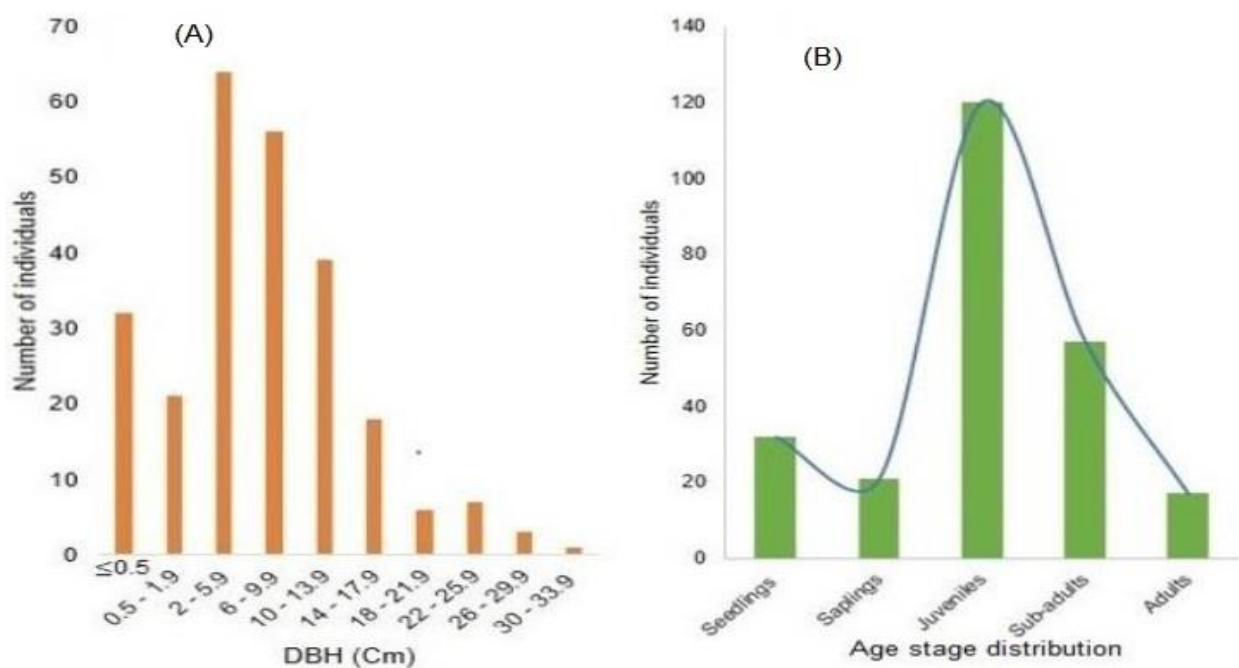 (A)
Number of individuals
70
60
50
40
30
20
10
0
≤0.5
0.5 - 1.9
2 - 5.9
6 - 9.9
10 - 13.9
14 - 17.9
18 - 21.9
22 - 25.9
26 - 29.9
30 - 33.9
DBH (Cm)
(B)
Number of individuals
140
120
100
80
60
40
20
0
Seedlings
Saplings
Juveniles
Sub-adults
Adults
Age stage distribution